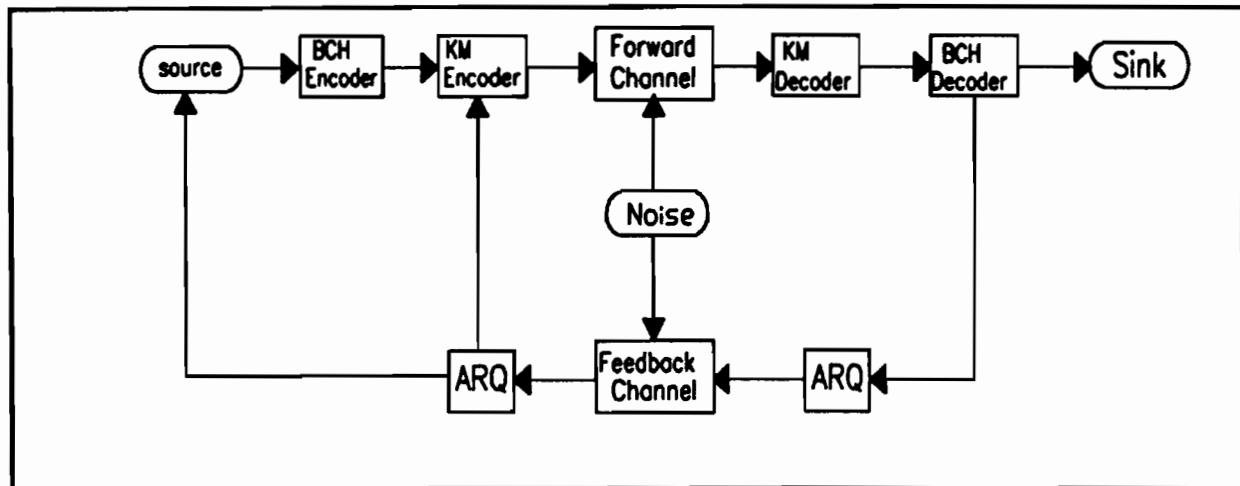 source
BCH
Encoder
KM
Encoder
Forward
Channel
KM
Decoder
BCH
Decoder
Sink
Noise
ARQ
Feedback
Channel
ARQ